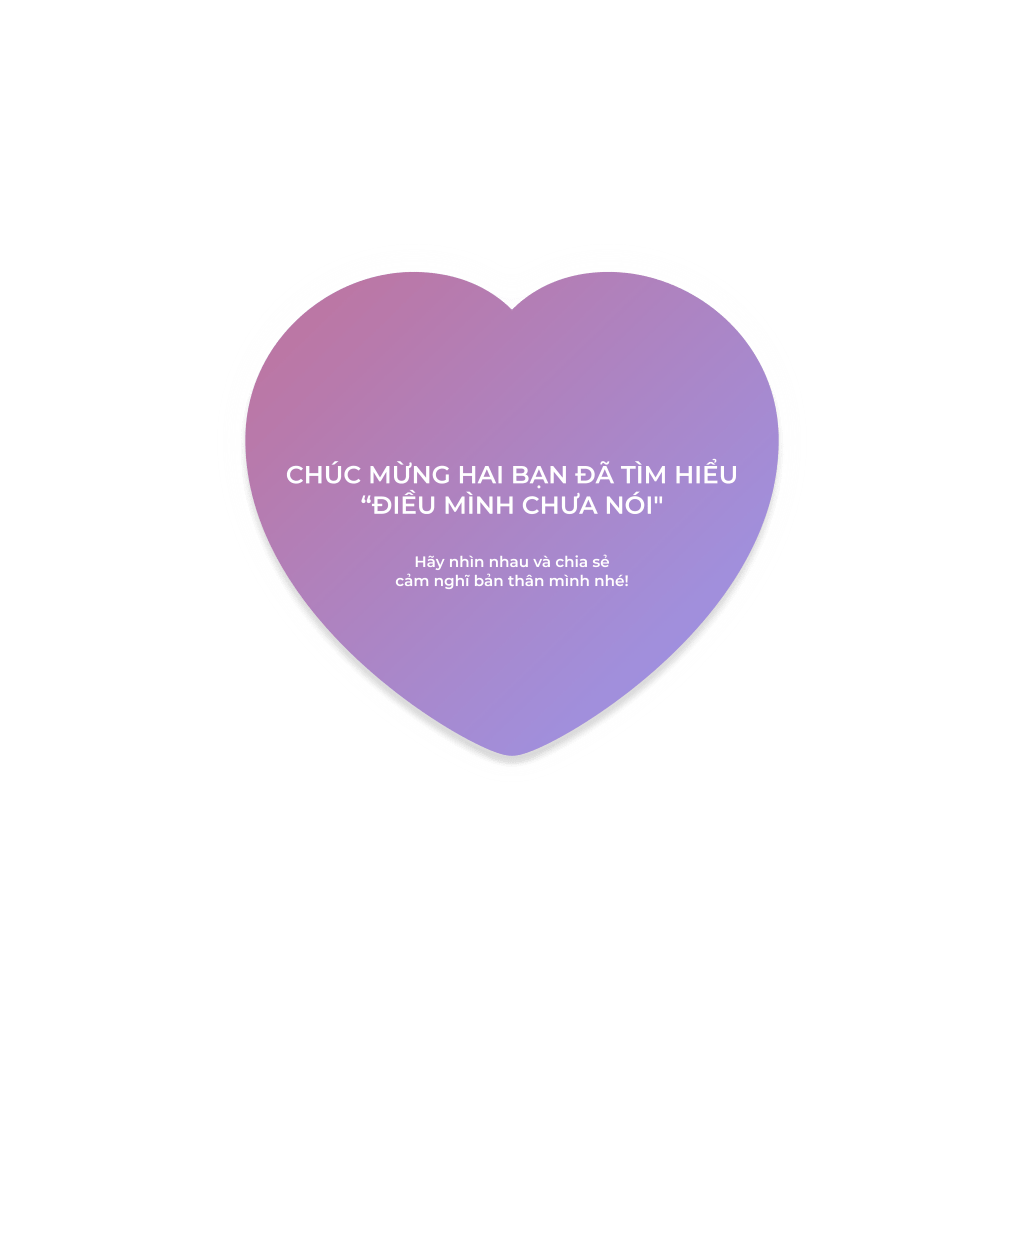 CHÚC MỪNG HAI BẠN ĐÃ TÌM HIỂU
“ĐIỀU MÌNH CHƯA NÓI"
Hãy nhìn nhau và chia sẻ
cảm nghĩ bản thân mình nhé!